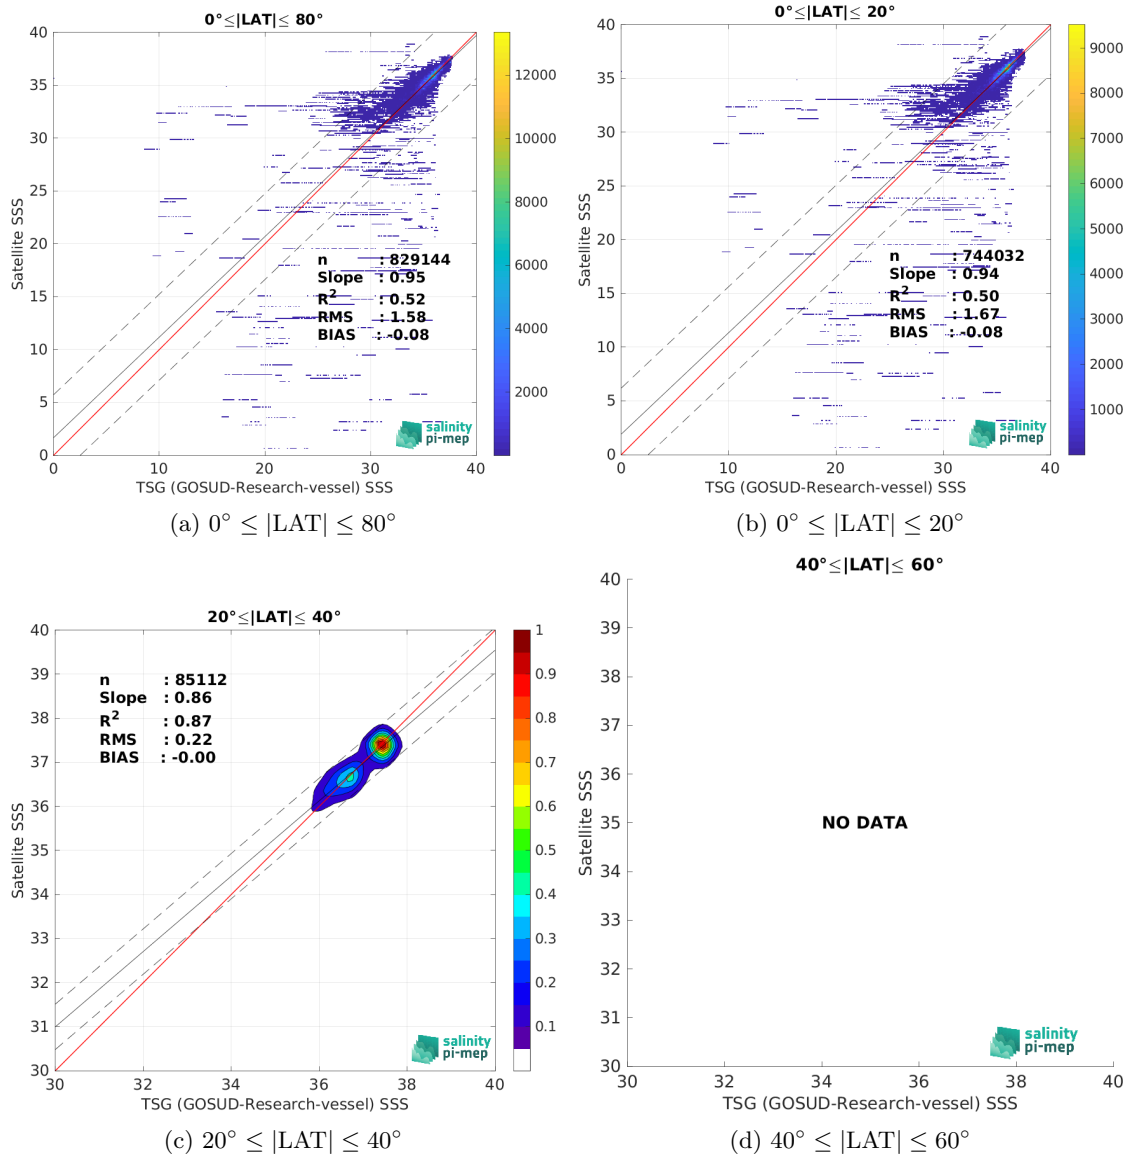 0°≤|LAT|≤ 80°
40
35
30
25
20
15
10
5
0
Satellite SSS
n : 829144
Slope : 0.95
R2 : 0.52
RMS : 1.58
BIAS : -0.08
salinity
pi-mep
0 10 20 30 40
TSG (GOSUD-Research-vessel) SSS
12000
10000
8000
6000
4000
2000
(a) 0° ≤ |LAT| ≤ 80°
0°≤|LAT|≤ 20°
40
35
30
25
20
15
10
5
0
Satellite SSS
n : 744032
Slope : 0.94
R2 : 0.50
RMS : 1.67
BIAS : -0.08
salinity
pi-mep
0 10 20 30 40
TSG (GOSUD-Research-vessel) SSS
9000
8000
7000
6000
5000
4000
3000
2000
1000
(b) 0° ≤ |LAT| ≤ 20°
20°≤|LAT|≤ 40°
40
39
38
37
36
35
34
33
32
31
30
Satellite SSS
n : 85112
Slope : 0.86
R2 : 0.87
RMS : 0.22
BIAS : -0.00
salinity
pi-mep
30 32 34 36 38 40
TSG (GOSUD-Research-vessel) SSS
1
0.9
0.8
0.7
0.6
0.5
0.4
0.3
0.2
0.1
(c) 20° ≤ |LAT| ≤ 40°
40°≤|LAT|≤ 60°
40
39
38
37
36
35
34
33
32
31
30
Satellite SSS
NO DATA
salinity
pi-mep
30 32 34 36 38 40
TSG (GOSUD-Research-vessel) SSS
(d) 40° ≤ |LAT| ≤ 60°